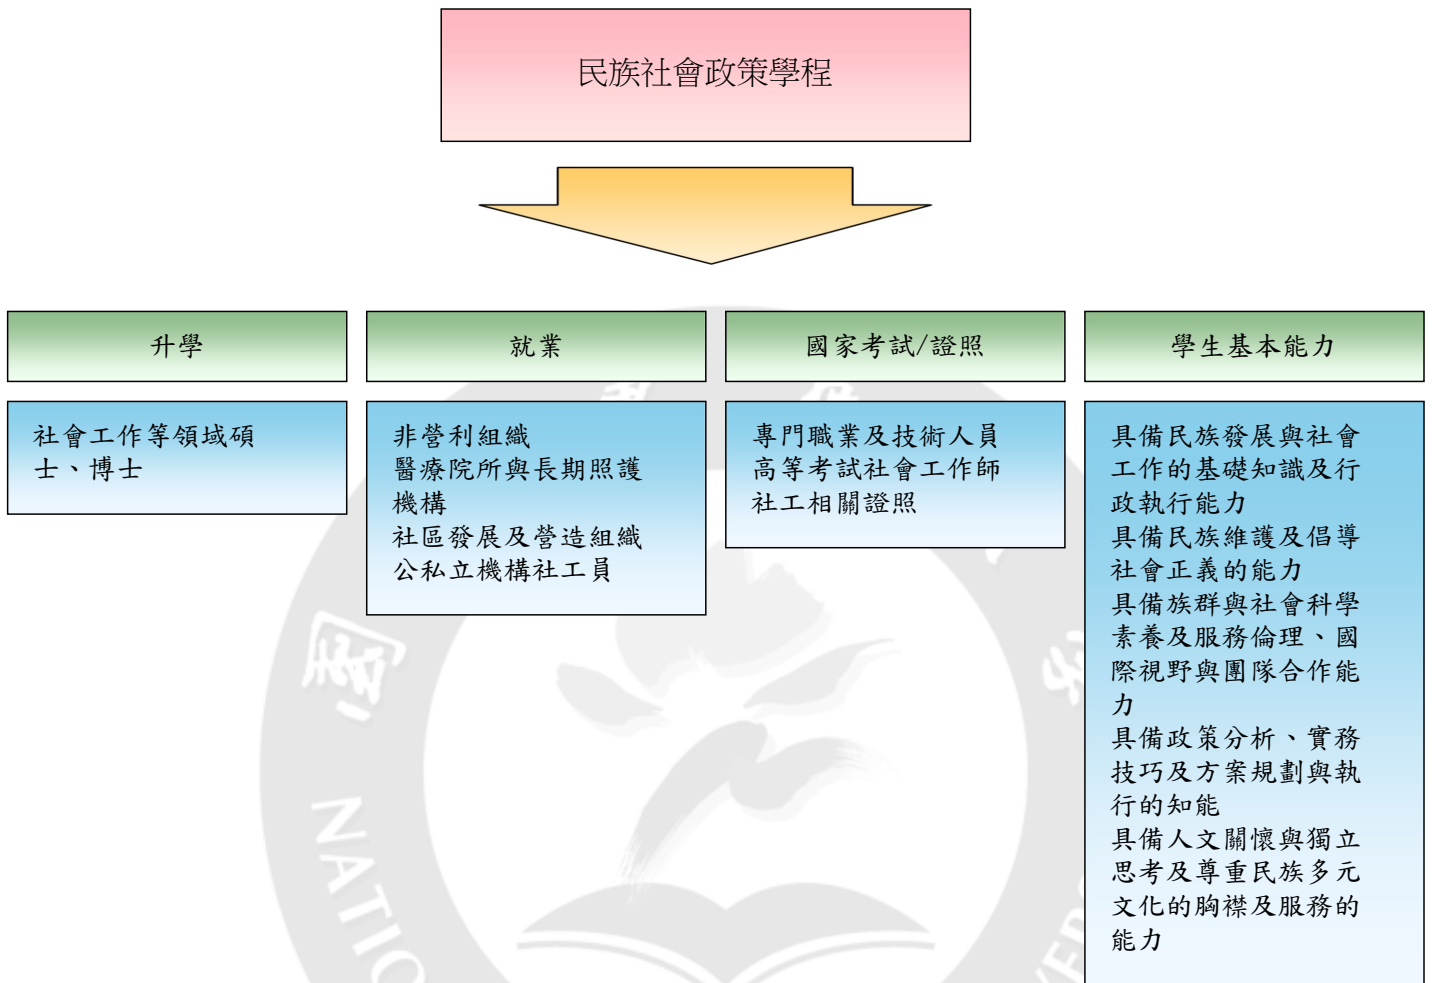 民族社會政策學程
升學
社會工作等領域碩
士、博士
就業
非營利組織
醫療院所與長期照護
機構
社區發展及營造組織
公私立機構社工員
國家考試/證照
專門職業及技術人員
高等考試社會工作師
社工相關證照
學生基本能力
具備民族發展與社會
工作的基礎知識及行
政執行能力
具備民族維護及倡導
社會正義的能力
具備族群與社會科學
素養及服務倫理、國
際視野與團隊合作能
力
具備政策分析、實務
技巧及方案規劃與執
行的知能
具備人文關懷與獨立
思考及尊重民族多元
文化的胸襟及服務的
能力